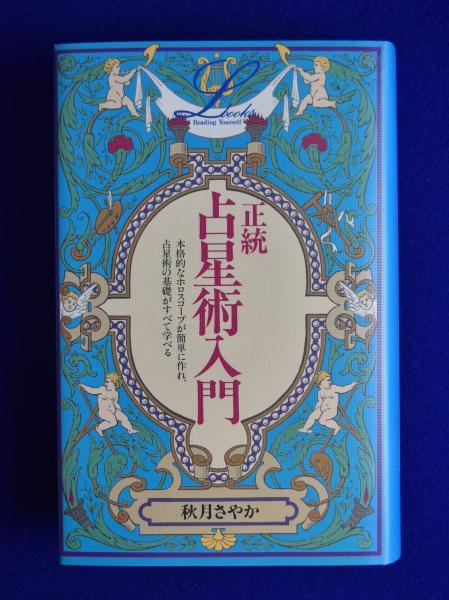 L books
Reading Yourself
正統
占星術入門
本格的なホロスコープが簡単に作れ、
占星術の基礎がすべて学べる
秋月さやか